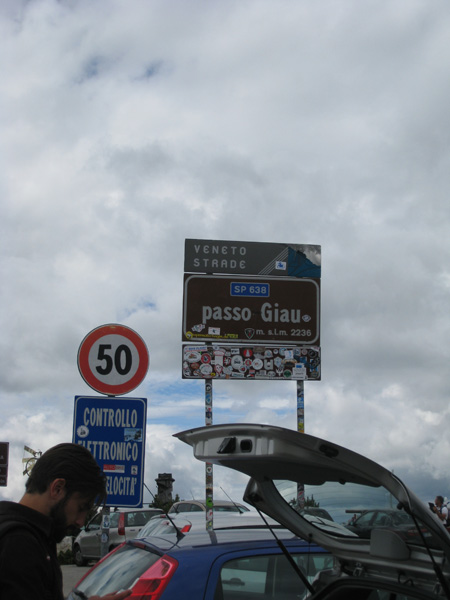 VENETO
STRADE
SP 638
passo Giau
m. s.l.m. 2236
50
CONTROLLO
ELETTRONICO
VELOCITA'